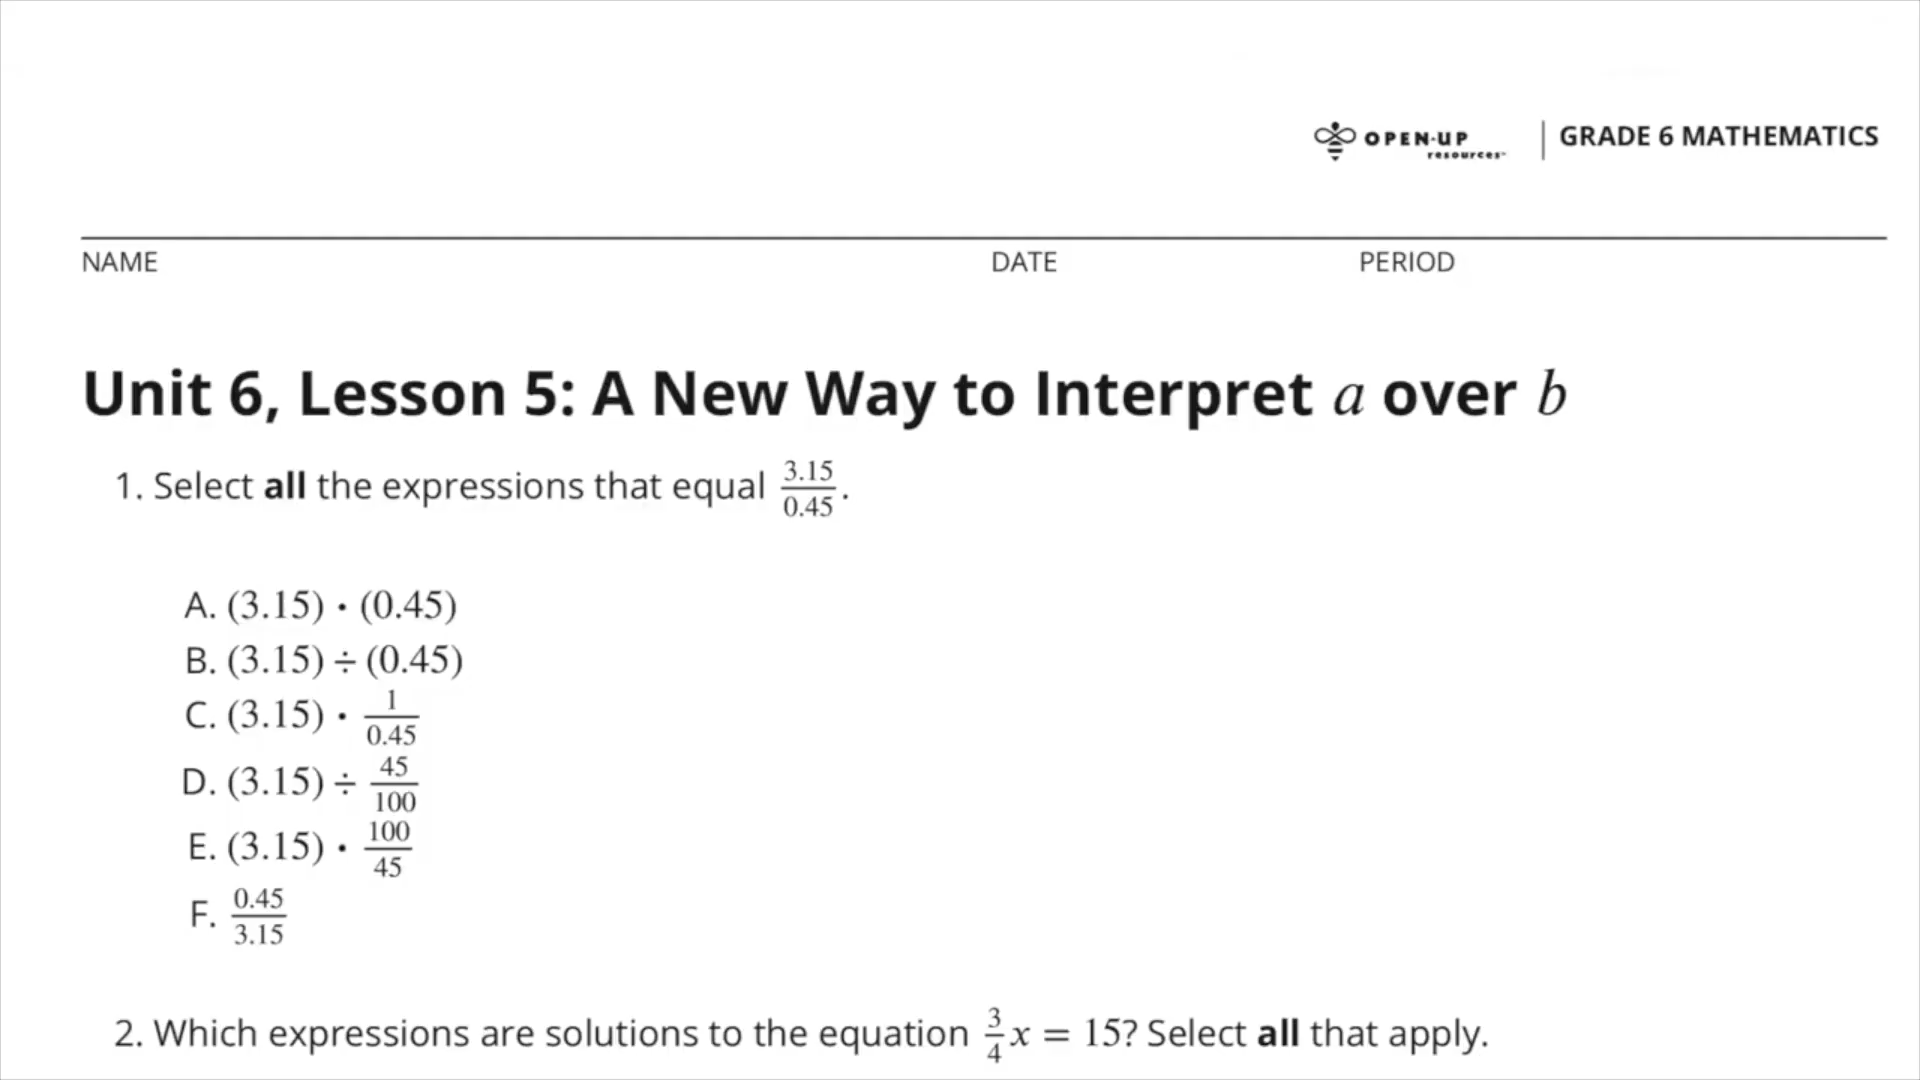 OPEN-UP resources™ | GRADE 6 MATHEMATICS
NAME DATE PERIOD
Unit 6, Lesson 5: A New Way to Interpret a over b
1. Select all the expressions that equal 3.15/0.45.
A. (3.15) · (0.45)
B. (3.15) ÷ (0.45)
C. (3.15) · 1/0.45
D. (3.15) ÷ 45/100
E. (3.15) · 100/45
F. 0.45/3.15
2. Which expressions are solutions to the equation 3/4 x = 15? Select all that apply.